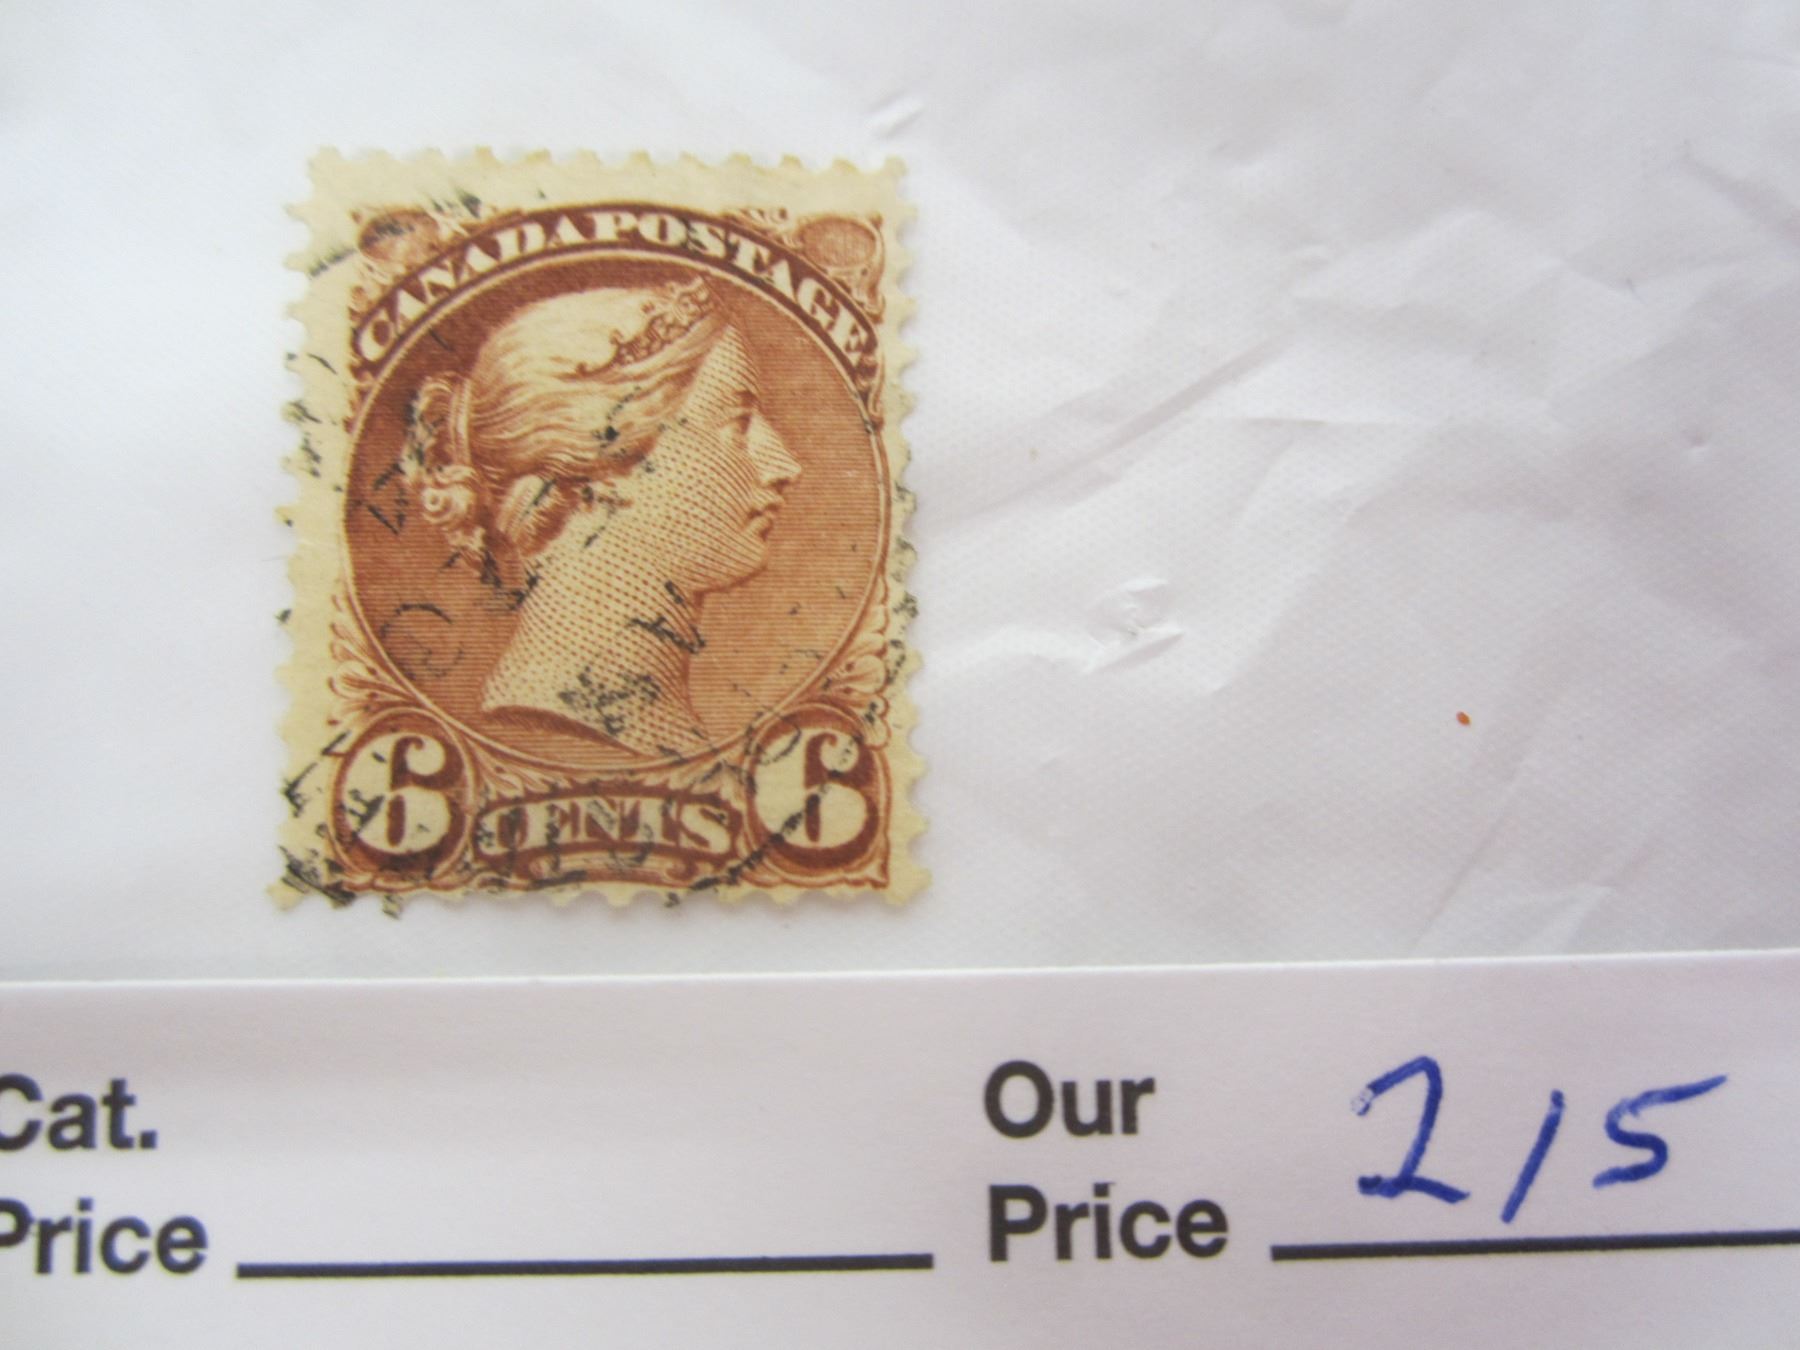 CANADA POSTAGE
6 CENTS 6
Cat. Price
Our Price 215